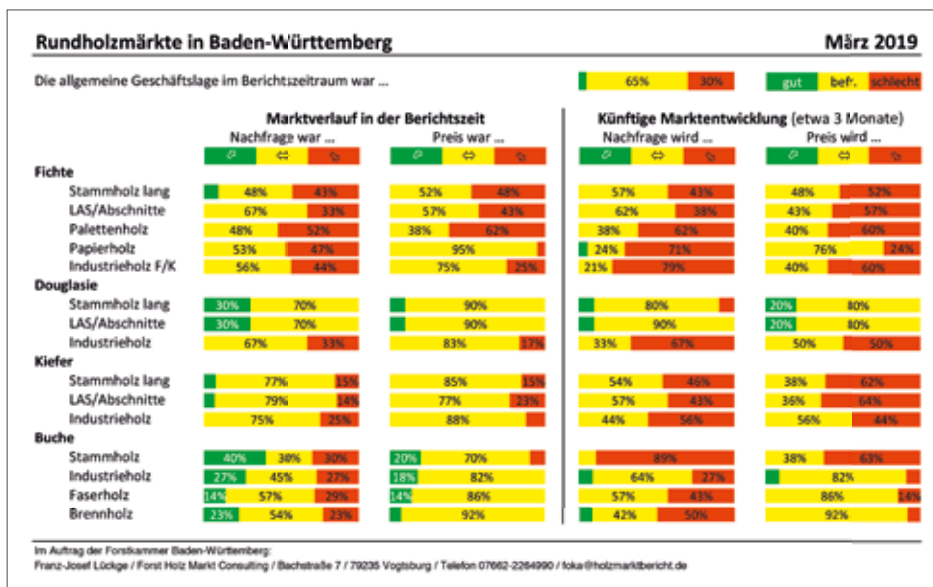 Rundholzmärkte in Baden-Württemberg März 2019
Die allgemeine Geschäftslage im Berichtszeitraum war ... 65% 30% gut befr. schlecht
Marktverlauf in der Berichtszeit Künftige Marktentwicklung (etwa 3 Monate)
Nachfrage war ... Preis war ... Nachfrage wird ... Preis wird ...
Fichte
Stammholz lang 48% 43% 52% 48% 57% 43% 48% 52%
LAS/Abschnitte 67% 33% 57% 43% 62% 38% 43% 57%
Palettenholz 48% 52% 38% 62% 38% 62% 40% 60%
Papierholz 53% 47% 95% 24% 71% 76% 24%
Industrieholz F/K 56% 44% 75% 25% 21% 79% 40% 60%
Douglasie
Stammholz lang 30% 70% 90% 80% 20% 80%
LAS/Abschnitte 30% 70% 90% 90% 20% 80%
Industrieholz 67% 33% 83% 17% 33% 67% 50% 50%
Kiefer
Stammholz lang 77% 15% 85% 15% 54% 46% 38% 62%
LAS/Abschnitte 79% 14% 77% 23% 57% 43% 36% 64%
Industrieholz 75% 25% 88% 44% 56% 56% 44%
Buche
Stammholz 40% 30% 30% 20% 70% 89% 38% 63%
Industrieholz 27% 45% 27% 18% 82% 64% 27% 82%
Faserholz 14% 57% 29% 14% 86% 57% 43% 86% 14%
Brennholz 23% 54% 23% 92% 42% 50% 92%
Im Auftrag der Forstkammer Baden-Württemberg:
Franz-Josef Lückge / Forst Holz Markt Consulting / Bachstraße 7 / 79235 Vogtsburg / Telefon 07662-2264990 / foka@holzmarktbericht.de